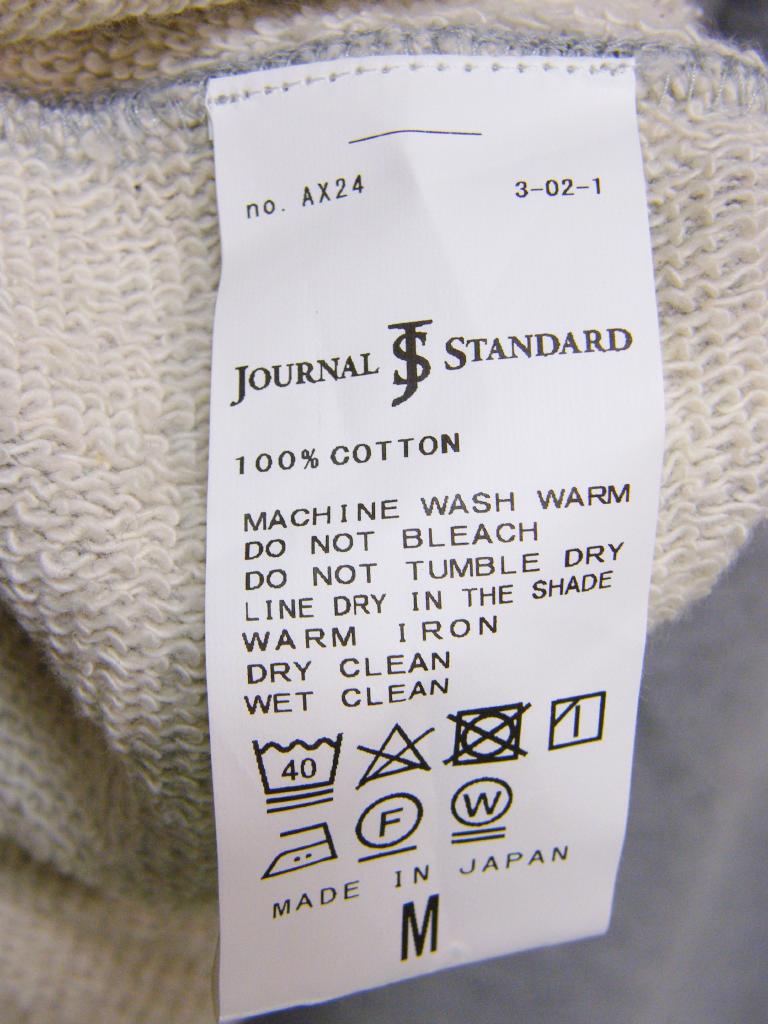 no. AX24 3-02-1
JOURNAL JS STANDARD
100% COTTON
MACHINE WASH WARM
DO NOT BLEACH
DO NOT TUMBLE DRY
LINE DRY IN THE SHADE
WARM IRON
DRY CLEAN
WET CLEAN
40
F W
MADE IN JAPAN
M